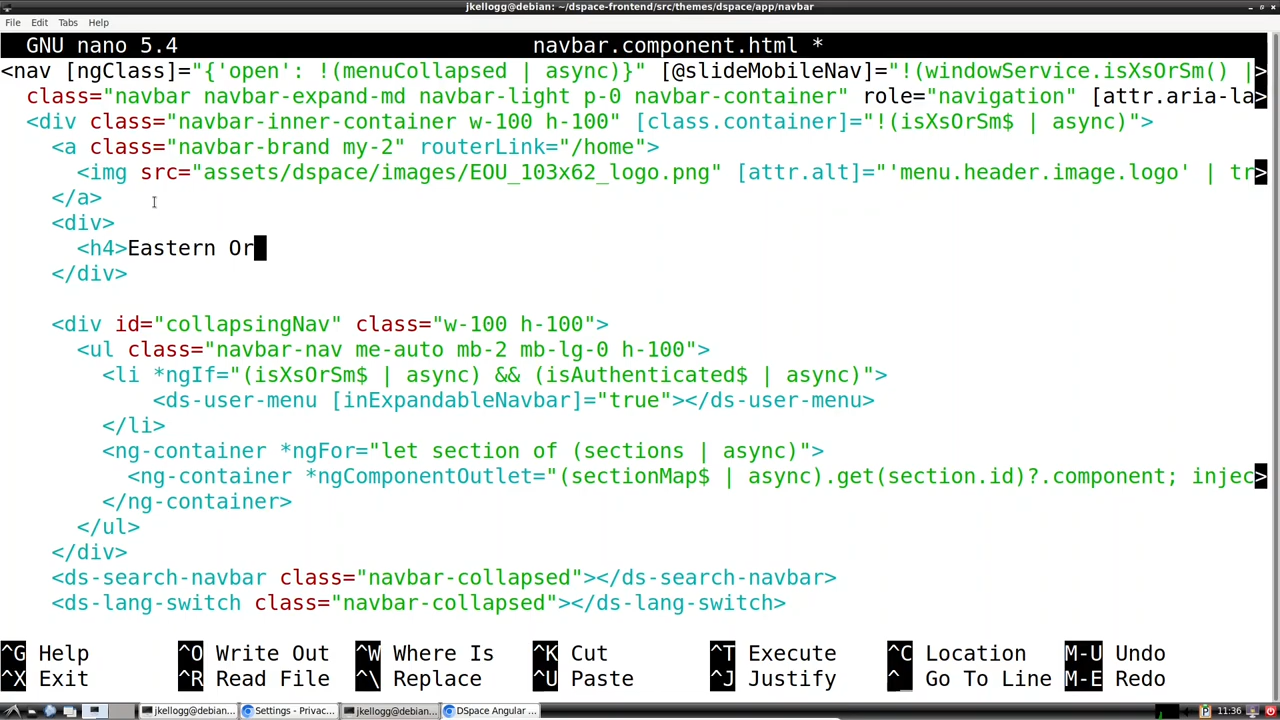 jkellogg@debian: ~/dspace-frontend/src/themes/dspace/app/navbar
File Edit Tabs Help
GNU nano 5.4 navbar.component.html *
<nav [ngClass]="{'open': !(menuCollapsed | async)}" [@slideMobileNav]="!(windowService.isXsOrSm() |>
class="navbar navbar-expand-md navbar-light p-0 navbar-container" role="navigation" [attr.aria-la>
<div class="navbar-inner-container w-100 h-100" [class.container]="!(isXsOrSm$ | async)">
<a class="navbar-brand my-2" routerLink="/home">
<img src="assets/dspace/images/EOU_103x62_logo.png" [attr.alt]="'menu.header.image.logo' | tr>
</a>
<div>
<h4>Eastern Or
</div>
<div id="collapsingNav" class="w-100 h-100">
<ul class="navbar-nav me-auto mb-2 mb-lg-0 h-100">
<li *ngIf="(isXsOrSm$ | async) && (isAuthenticated$ | async)">
<ds-user-menu [inExpandableNavbar]="true"></ds-user-menu>
</li>
<ng-container *ngFor="let section of (sections | async)">
<ng-container *ngComponentOutlet="(sectionMap$ | async).get(section.id)?.component; injec>
</ng-container>
</ul>
</div>
<ds-search-navbar class="navbar-collapsed"></ds-search-navbar>
<ds-lang-switch class="navbar-collapsed"></ds-lang-switch>
^G Help ^O Write Out ^W Where Is ^K Cut ^T Execute ^C Location M-U Undo
^X Exit ^R Read File ^\ Replace ^U Paste ^J Justify ^_ Go To Line M-E Redo
jkellogg@debian... Settings - Privac... jkellogg@debian... DSpace Angular ... 11:36